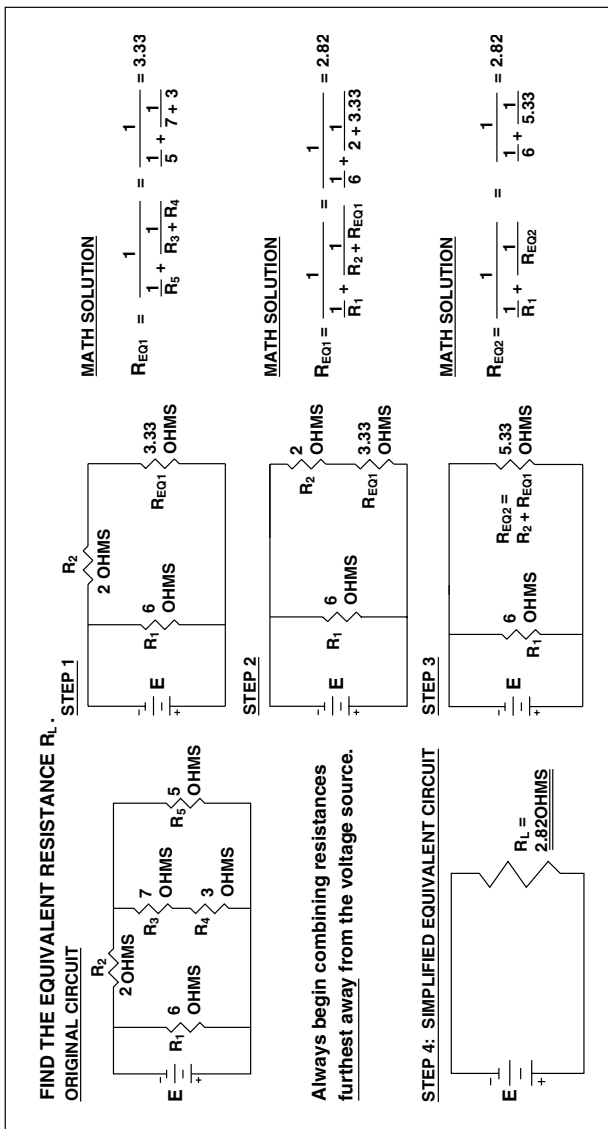 FIND THE EQUIVALENT RESISTANCE RL.
ORIGINAL CIRCUIT
R2
2 OHMS
E
-
+
R1
6
OHMS
R3
7
OHMS
R4
3
OHMS
R5
5
OHMS
Always begin combining resistances
furthest away from the voltage source.
STEP 4: SIMPLIFIED EQUIVALENT CIRCUIT
E
-
+
RL =
2.82OHMS
STEP 1
R2
2 OHMS
E
-
+
R1
6
OHMS
3.33
OHMS
REQ1
STEP 2
E
-
+
R1
6
OHMS
2
OHMS
R2
3.33
OHMS
REQ1
STEP 3
E
-
+
R1
6
OHMS
5.33
OHMS
REQ2 =
R2 + REQ1
MATH SOLUTION
REQ1 = 1 / (1/R5 + 1/(R3 + R4)) = 1 / (1/5 + 1/(7 + 3)) = 3.33
MATH SOLUTION
REQ1 = 1 / (1/R1 + 1/(R2 + REQ1)) = 1 / (1/6 + 1/(2 + 3.33)) = 2.82
MATH SOLUTION
REQ2 = 1 / (1/R1 + 1/REQ2) = 1 / (1/6 + 1/5.33) = 2.82